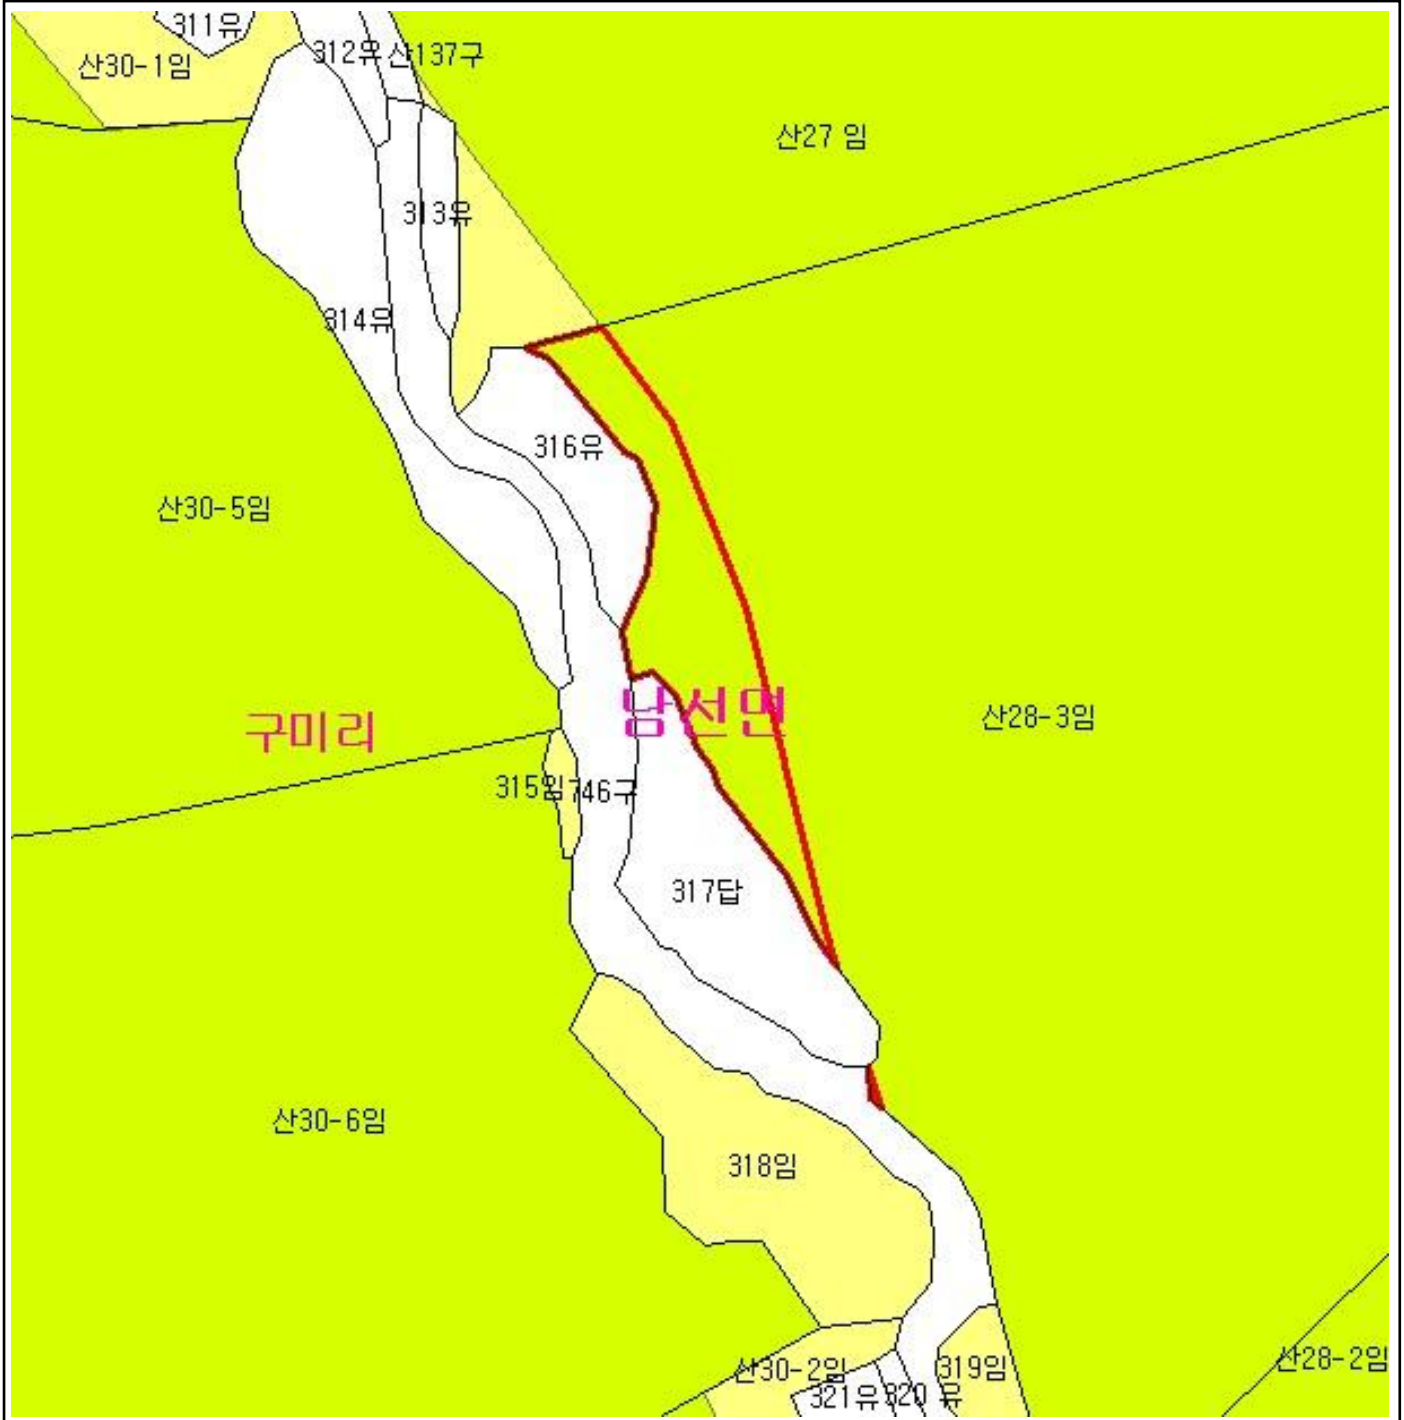 311유
312유
산137구
산30-1임
산27 임
313유
314유
316유
산30-5임
남선면
산28-3임
구미리
315임
746구
317답
산30-6임
318임
산28-2임
산30-2임
319임
321유
320 유